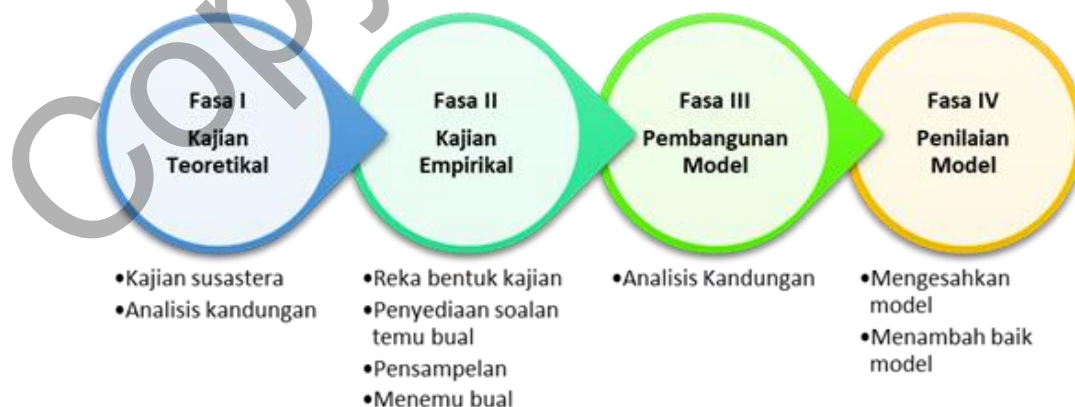 Fasa I
Kajian
Teoretikal
•Kajian susastera
•Analisis kandungan
Fasa II
Kajian
Empirikal
•Reka bentuk kajian
•Penyediaan soalan
temu bual
•Pensampelan
•Menemu bual
Fasa III
Pembangunan
Model
•Analisis Kandungan
Fasa IV
Penilaian
Model
•Mengesahkan
model
•Menambah baik
model
Copy